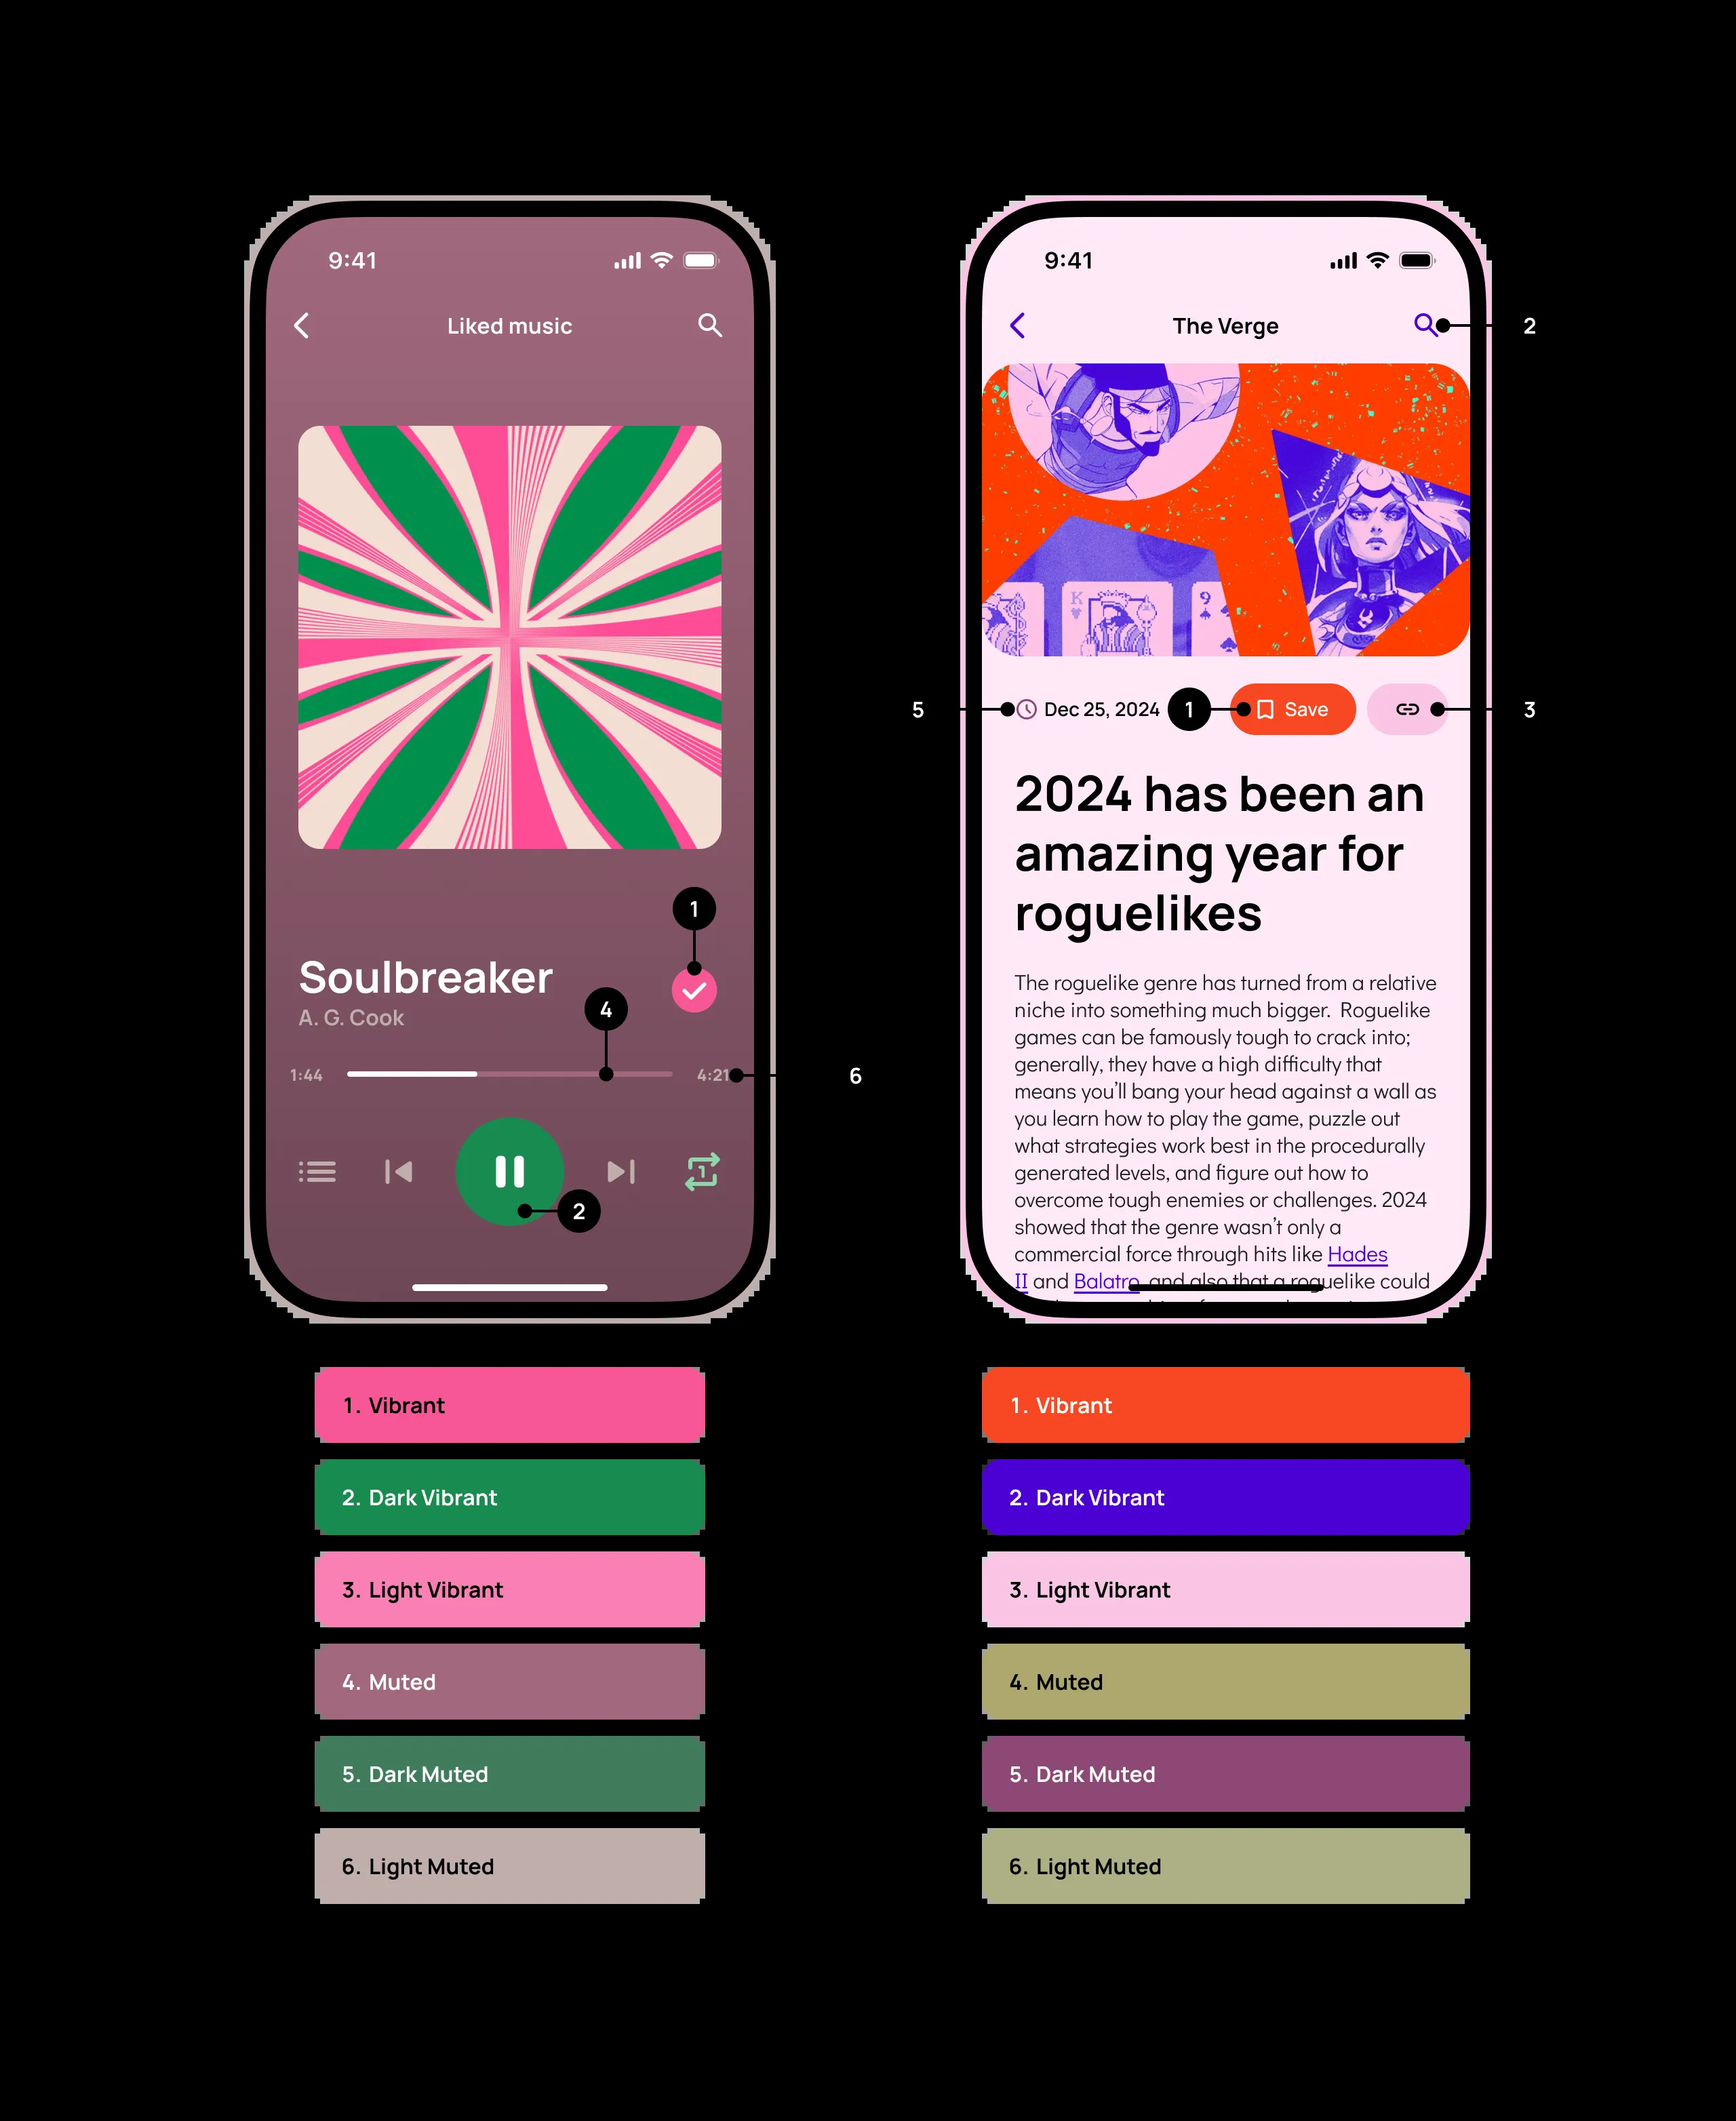 9:41
Liked music
1
Soulbreaker
A. G. Cook
4
1:44
4:21
6
1
2
1. Vibrant
2. Dark Vibrant
3. Light Vibrant
4. Muted
5. Dark Muted
6. Light Muted
9:41
The Verge
2
K
9
5
Dec 25, 2024
1
Save
3
2024 has been an
amazing year for
roguelikes
The roguelike genre has turned from a relative
niche into something much bigger. Roguelike
games can be famously tough to crack into;
generally, they have a high difficulty that
means you’ll bang your head against a wall as
you learn how to play the game, puzzle out
what strategies work best in the procedurally
generated levels, and figure out how to
overcome tough enemies or challenges. 2024
showed that the genre wasn’t only a
commercial force through hits like Hades
II and Balatro, and also that a roguelike could
1. Vibrant
2. Dark Vibrant
3. Light Vibrant
4. Muted
5. Dark Muted
6. Light Muted